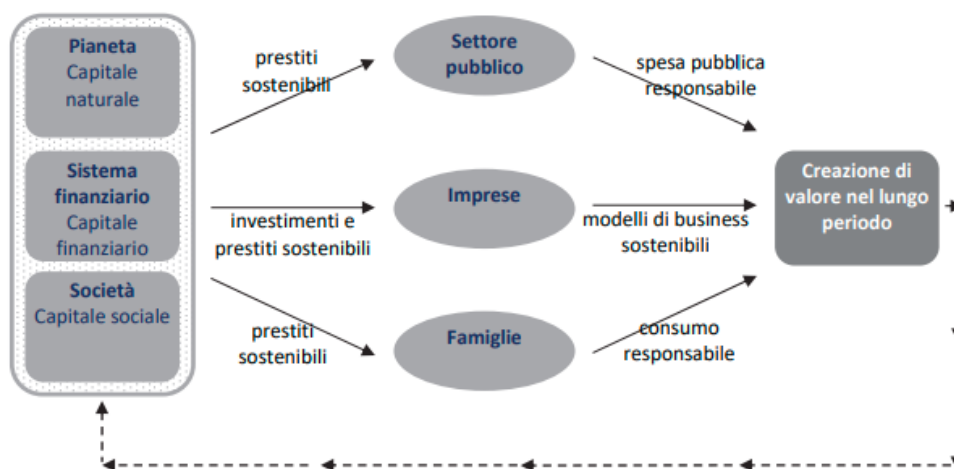 Pianeta
Capitale
naturale
Sistema
finanziario
Capitale
finanziario
Società
Capitale sociale
prestiti
sostenibili
investimenti e
prestiti sostenibili
prestiti
sostenibili
Settore
pubblico
Imprese
Famiglie
spesa pubblica
responsabile
modelli di business
sostenibili
consumo
responsabile
Creazione di
valore nel lungo
periodo